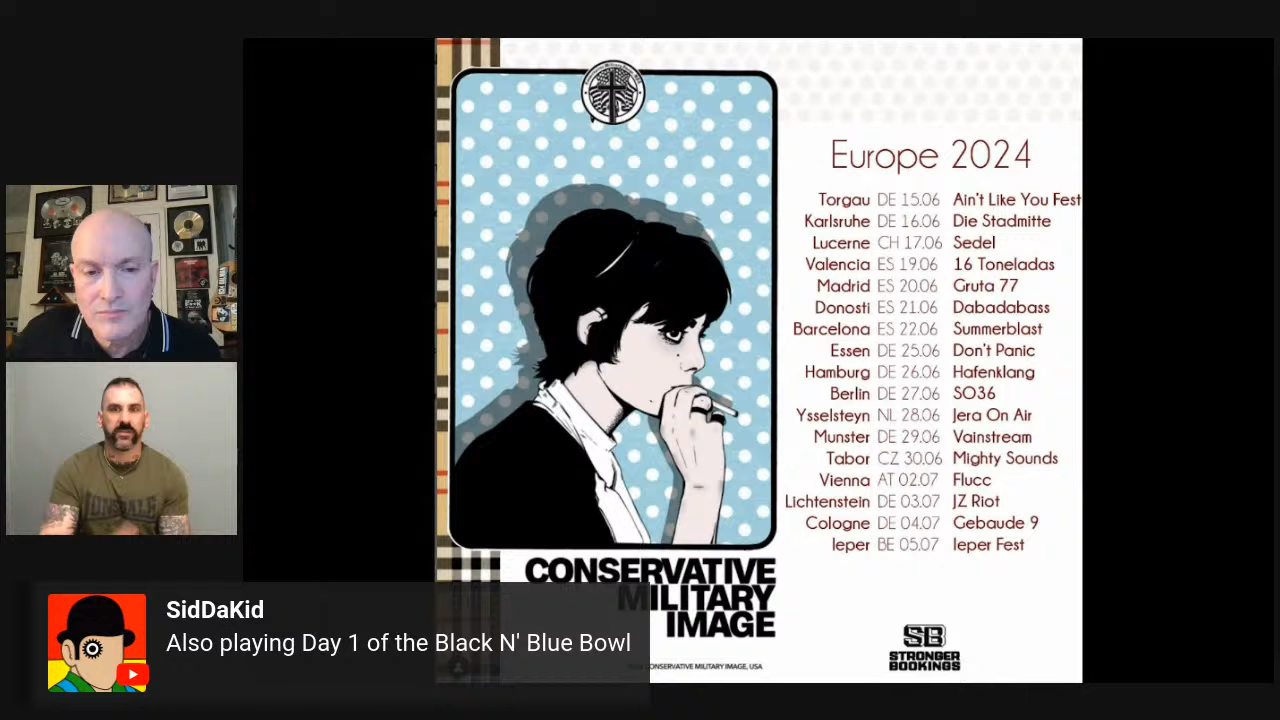 Europe 2024
Torgau DE 15.06 Ain't Like You Fest
Karlsruhe DE 16.06 Die Stadmitte
Lucerne CH 17.06 Sedel
Valencia ES 19.06 16 Toneladas
Madrid ES 20.06 Gruta 77
Donosti ES 21.06 Dabadabass
Barcelona ES 22.06 Summerblast
Essen DE 25.06 Don't Panic
Hamburg DE 26.06 Hafenklang
Berlin DE 27.06 SO36
Ysselsteyn NL 28.06 Jera On Air
Munster DE 29.06 Vainstream
Tabor CZ 30.06 Mighty Sounds
Vienna AT 02.07 Flucc
Lichtenstein DE 03.07 JZ Riot
Cologne DE 04.07 Gebaude 9
Ieper BE 05.07 Ieper Fest
CONSERVATIVE
MILITARY
IMAGE
CONSERVATIVE MILITARY IMAGE, USA
SB
STRONGER
BOOKINGS
LONSDALE
SidDaKid
Also playing Day 1 of the Black N' Blue Bowl